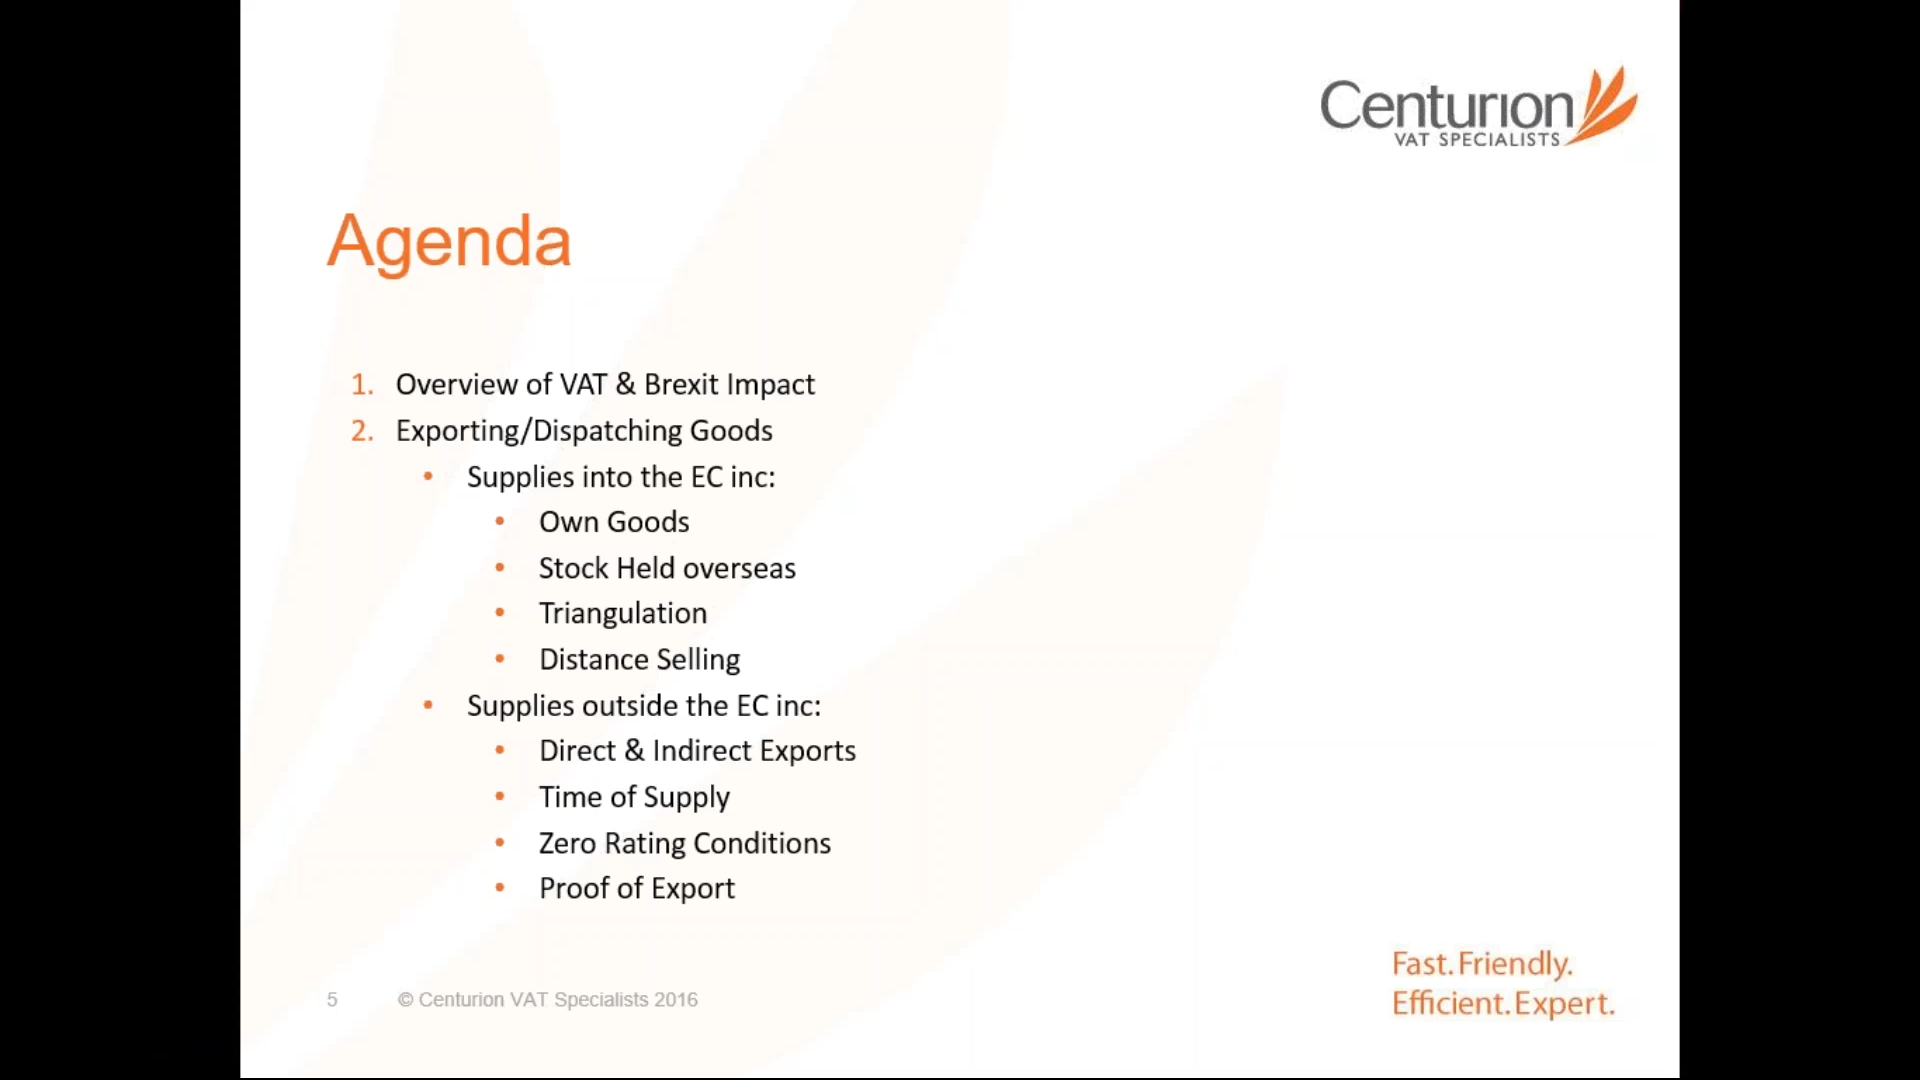 Centurion
VAT SPECIALISTS
Agenda
1. Overview of VAT & Brexit Impact
2. Exporting/Dispatching Goods
• Supplies into the EC inc:
• Own Goods
• Stock Held overseas
• Triangulation
• Distance Selling
• Supplies outside the EC inc:
• Direct & Indirect Exports
• Time of Supply
• Zero Rating Conditions
• Proof of Export
Fast. Friendly.
Efficient. Expert.
5 © Centurion VAT Specialists 2016